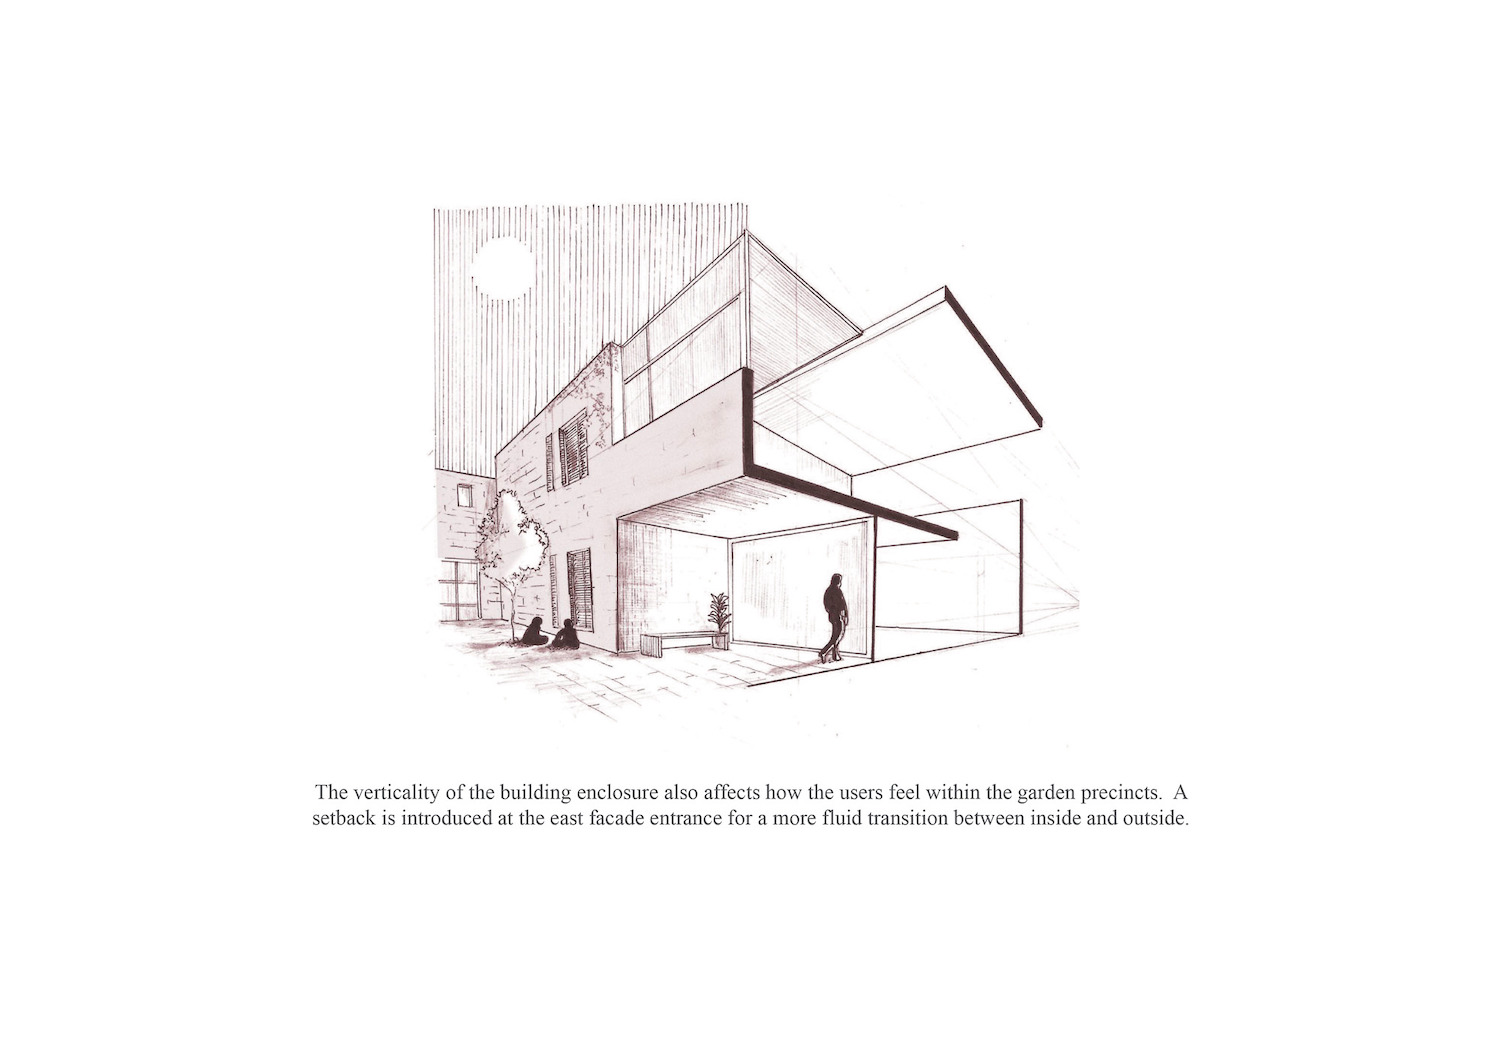 The verticality of the building enclosure also affects how the users feel within the garden precincts.  A
setback is introduced at the east facade entrance for a more fluid transition between inside and outside.